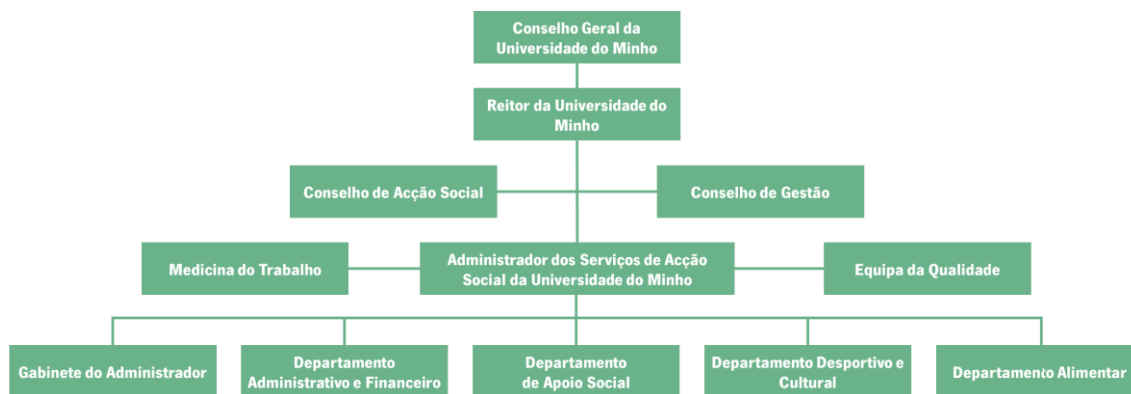 Conselho Geral da
Universidade do Minho
Reitor da Universidade do
Minho
Conselho de Acção Social
Conselho de Gestão
Medicina do Trabalho
Administrador dos Serviços de Acção
Social da Universidade do Minho
Equipa da Qualidade
Gabinete do Administrador
Departamento
Administrativo e Financeiro
Departamento
de Apoio Social
Departamento Desportivo e
Cultural
Departamento Alimentar